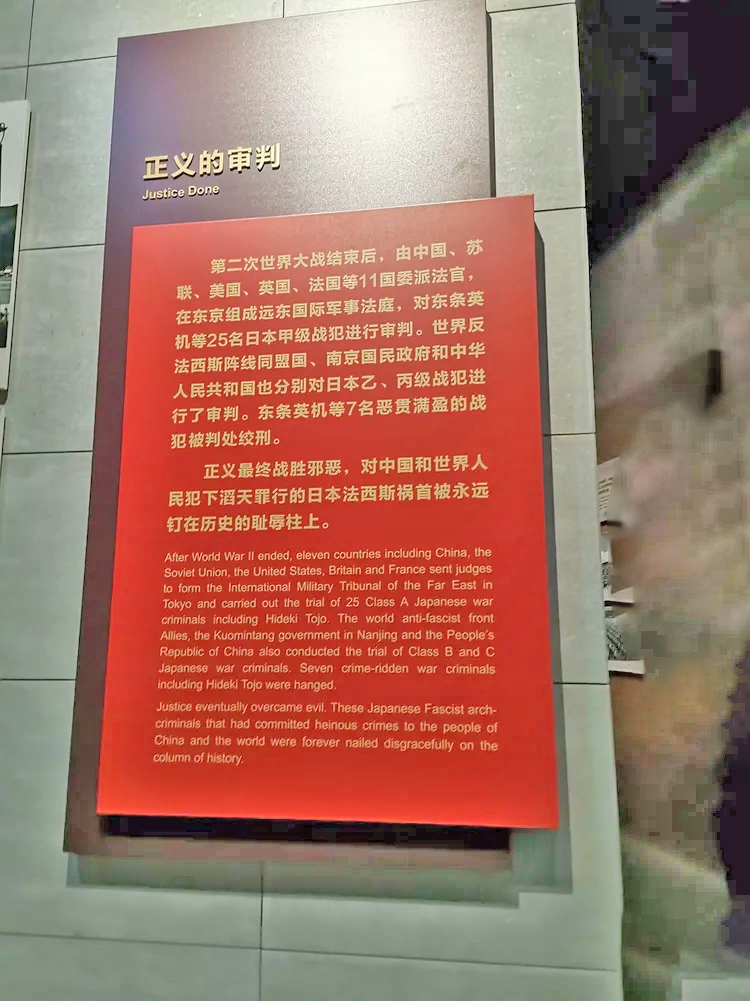 正义的审判
Justice Done
第二次世界大战结束后，由中国、苏
联、美国、英国、法国等11国委派法官，
在东京组成远东国际军事法庭，对东条英
机等25名日本甲级战犯进行审判。世界反
法西斯阵线同盟国、南京国民政府和中华
人民共和国也分别对日本乙、丙级战犯进
行了审判。东条英机等7名恶贯满盈的战
犯被判处绞刑。
正义最终战胜邪恶，对中国和世界人
民犯下滔天罪行的日本法西斯祸首被永远
钉在历史的耻辱柱上。
After World War II ended, eleven countries including China, the
Soviet Union, the United States, Britain and France sent judges
to form the International Military Tribunal of the Far East in
Tokyo and carried out the trial of 25 Class A Japanese war
criminals including Hideki Tojo. The world anti-fascist front
Allies, the Kuomintang government in Nanjing and the People's
Republic of China also conducted the trial of Class B and C
Japanese war criminals. Seven crime-ridden war criminals
including Hideki Tojo were hanged.
Justice eventually overcame evil. These Japanese Fascist arch-
criminals that had committed heinous crimes to the people of
China and the world were forever nailed disgracefully on the
column of history.